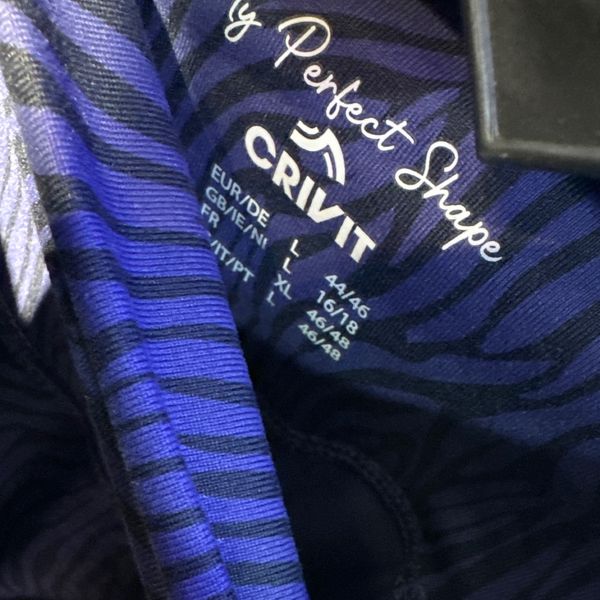 y Perfect Shape
CRIVIT
EUR/DE L 44/46
GB/IE/NI L 16/18
FR XL 46/48
/IT/PT L 46/48